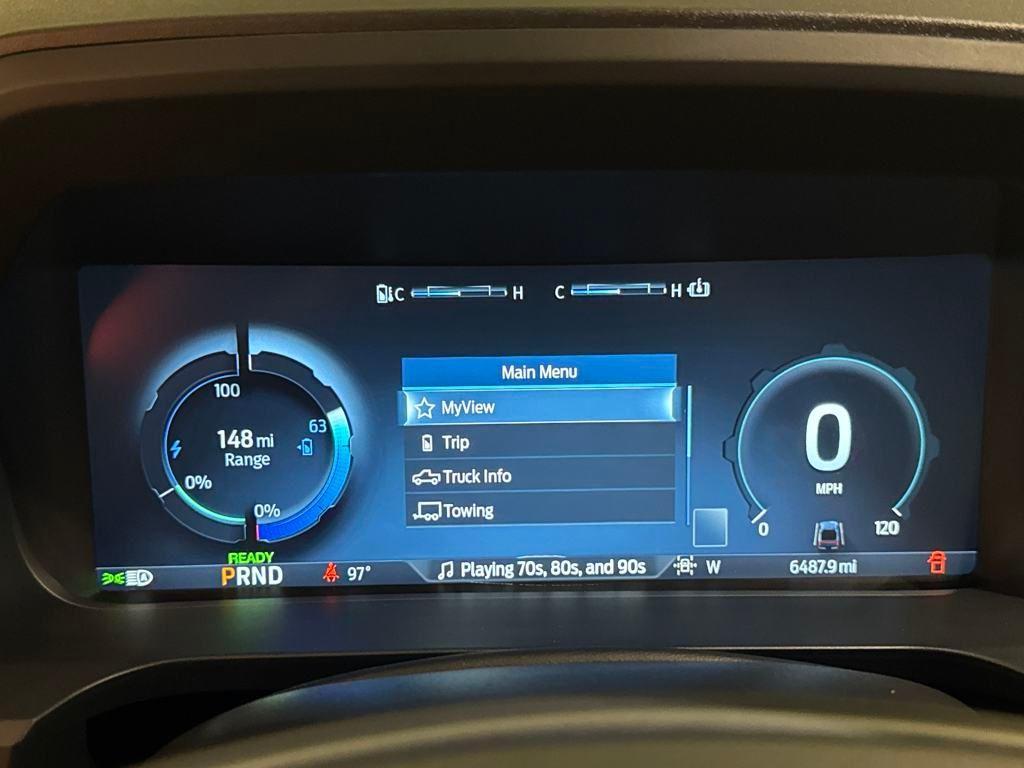 C H C H
Main Menu
MyView
Trip
Truck Info
Towing
100
63
148 mi
Range
0%
0%
0
MPH
0 120
READY
PRND
A
97°
Playing 70s, 80s, and 90s
W
6487.9 mi